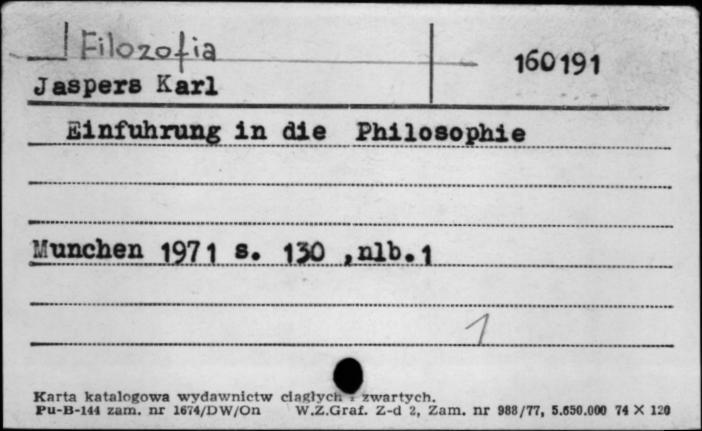 Filozofia
160191
Jaspers Karl
Einfuhrung in die Philosophie
Munchen 1971 s. 130 ,nlb.1
1
Karta katalogowa wydawnictw ciągłych i zwartych.
Pu-B-144 zam. nr 1674/DW/On W.Z.Graf. Z-d 2, Zam. nr 988/77, 5.650.000 74 X 120